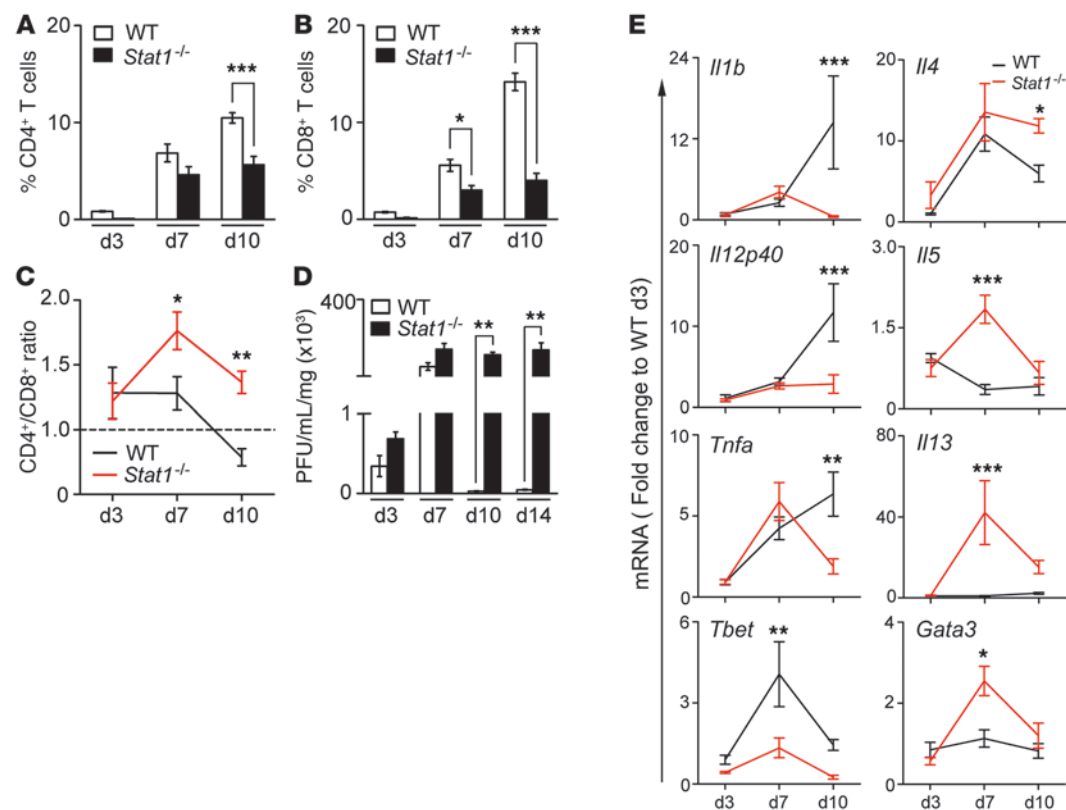 A
WT
Stat1-/-
% CD4+ T cells
20
10
0
***
d3 d7 d10
B
WT
Stat1-/-
% CD8+ T cells
20
10
0
*
***
d3 d7 d10
C
CD4+/CD8+ ratio
2.0
1.5
1.0
0
*
**
WT
Stat1-/-
d3 d7 d10
D
WT
Stat1-/-
PFU/mL/mg (x10³)
400
1
0
**
**
d3 d7 d10 d14
E
mRNA ( Fold change to WT d3)
Il1b
24
12
0
***
Il4
WT
Stat1-/-
20
10
0
*
Il12p40
20
10
0
***
Il5
3.0
1.5
0
***
Tnfa
10
5
0
**
Il13
80
40
0
***
Tbet
6
3
0
**
d3 d7 d10
Gata3
4
2
0
*
d3 d7 d10